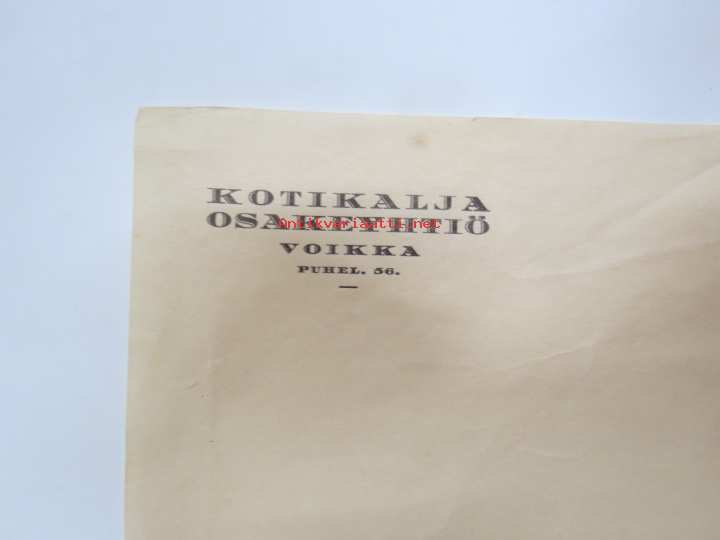 KOTIKALJA
OSAKEYHTIÖ
Antikvariaatti.net
VOIKKA
PUHEL. 56.